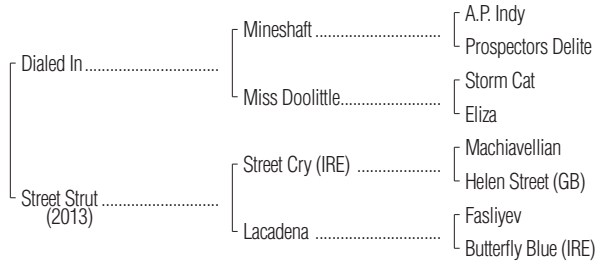 A.P. Indy
Mineshaft
Prospectors Delite
Dialed In
Storm Cat
Miss Doolittle
Eliza
Machiavellian
Street Cry (IRE)
Helen Street (GB)
Street Strut
(2013)
Fasliyev
Lacadena
Butterfly Blue (IRE)